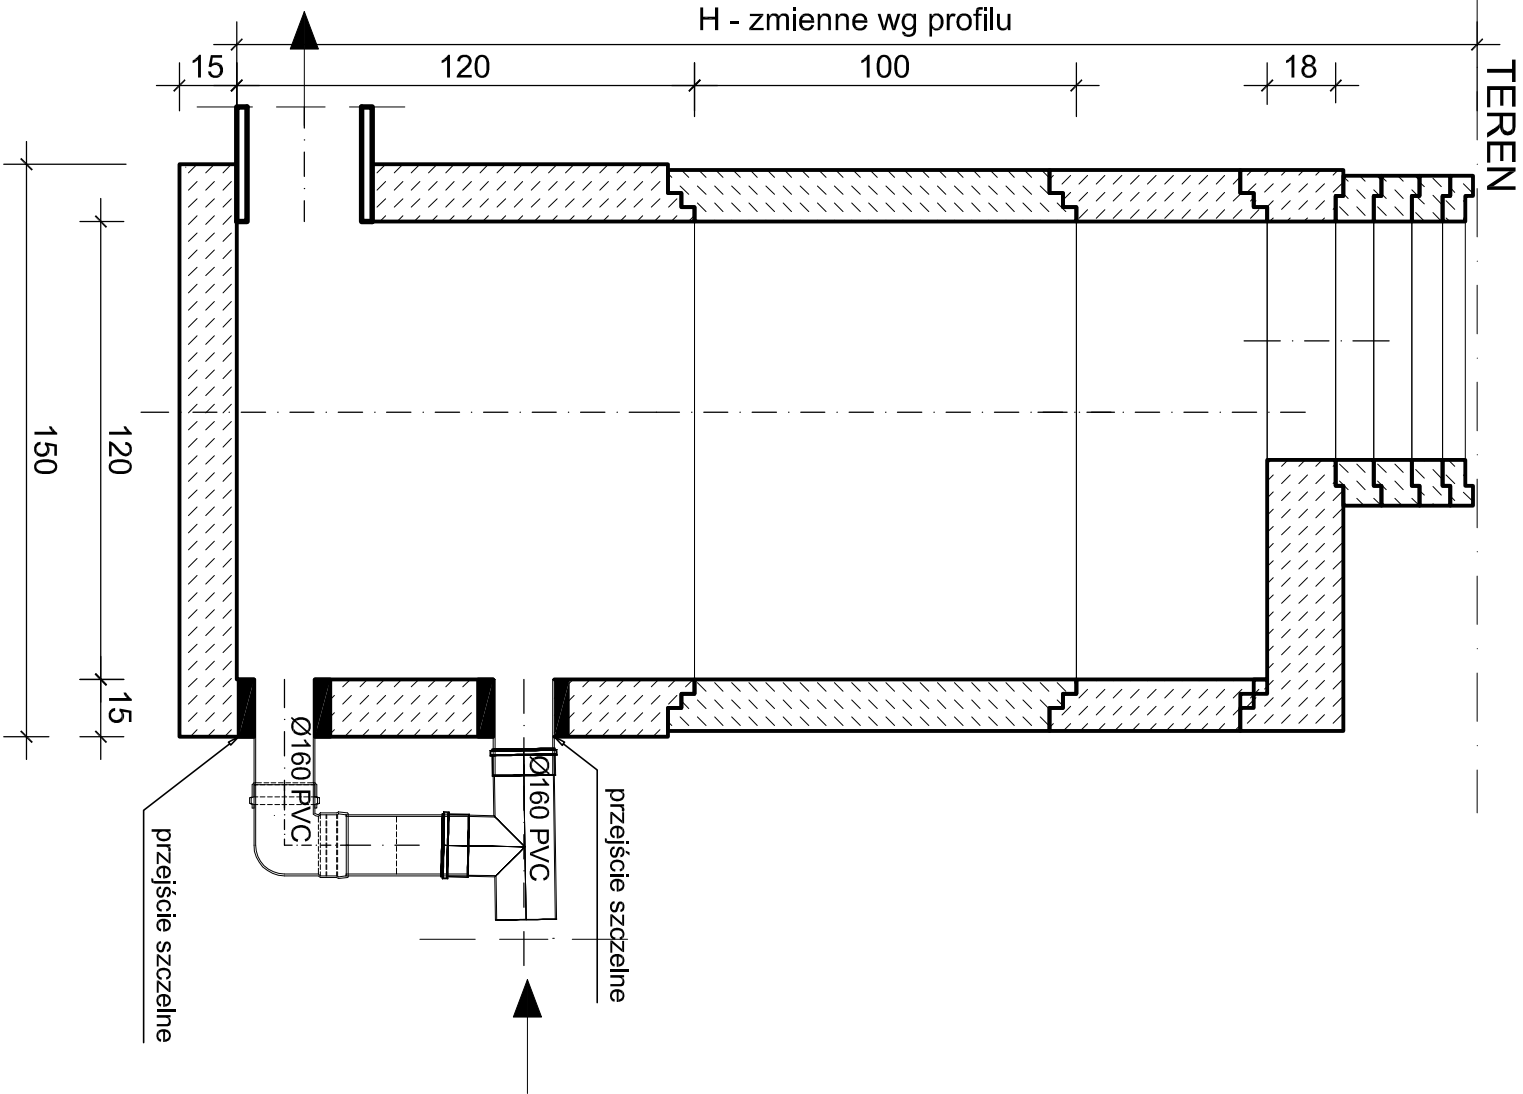 H - zmienne wg profilu
15
120
100
18
TEREN
150
120
15
Ø160 PVC
Ø160 PVC
przejście szczelne
przejście szczelne